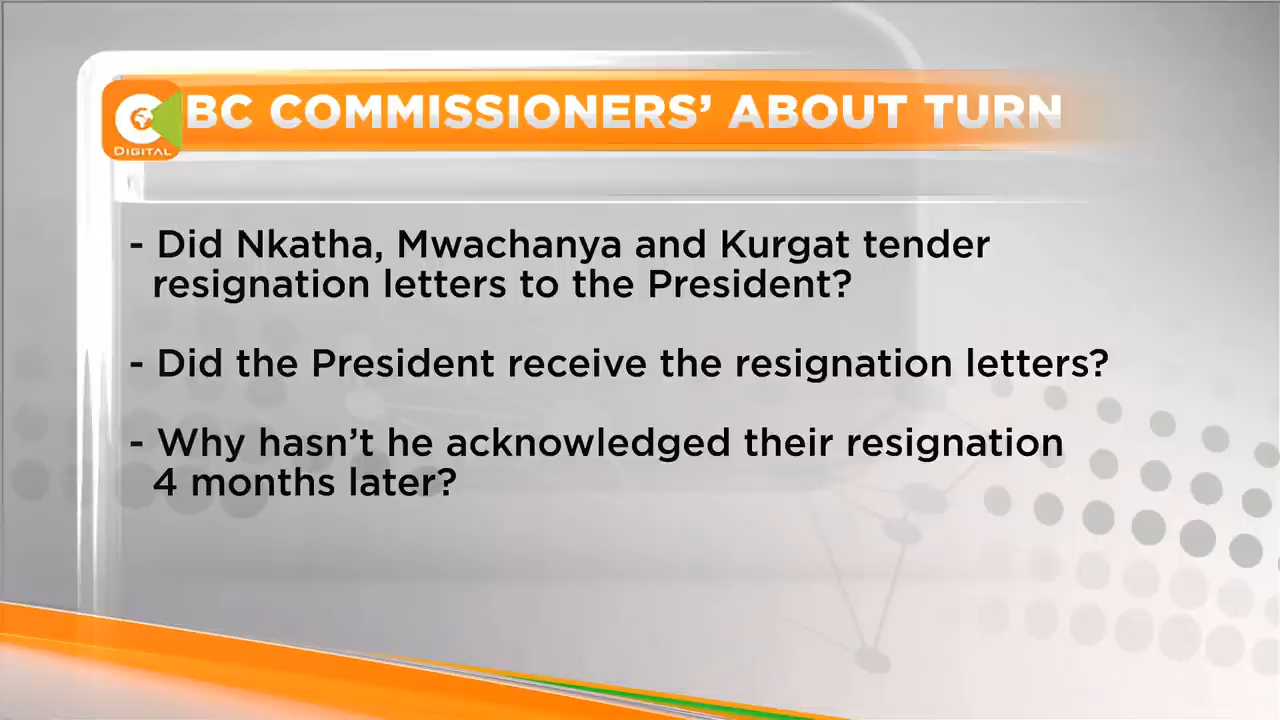 BC COMMISSIONERS’ ABOUT TURN
DIGITAL
- Did Nkatha, Mwachanya and Kurgat tender
resignation letters to the President?
- Did the President receive the resignation letters?
- Why hasn’t he acknowledged their resignation
4 months later?